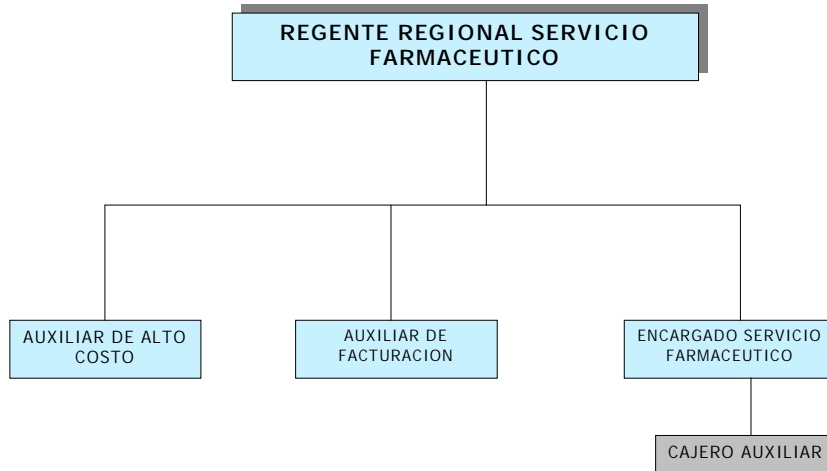 REGENTE REGIONAL SERVICIO
FARMACEUTICO
AUXILIAR DE ALTO
COSTO
AUXILIAR DE
FACTURACION
ENCARGADO SERVICIO
FARMACEUTICO
CAJERO AUXILIAR